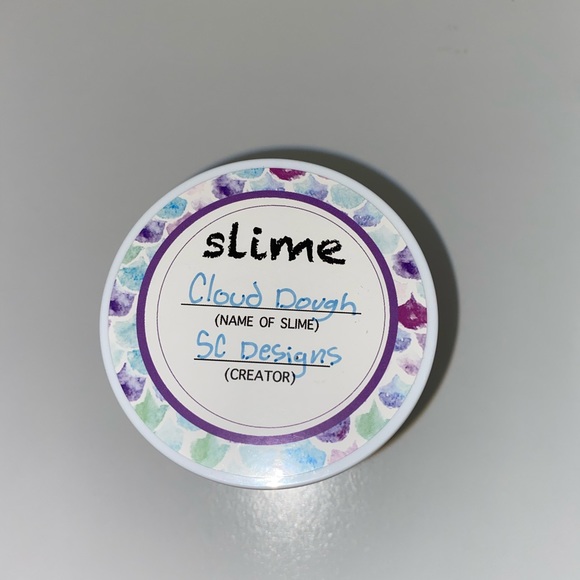 slime
Cloud Dough
(NAME OF SLIME)
SC Designs
(CREATOR)